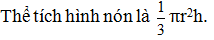 Thể tích hình nón là 1/3 πr²h.